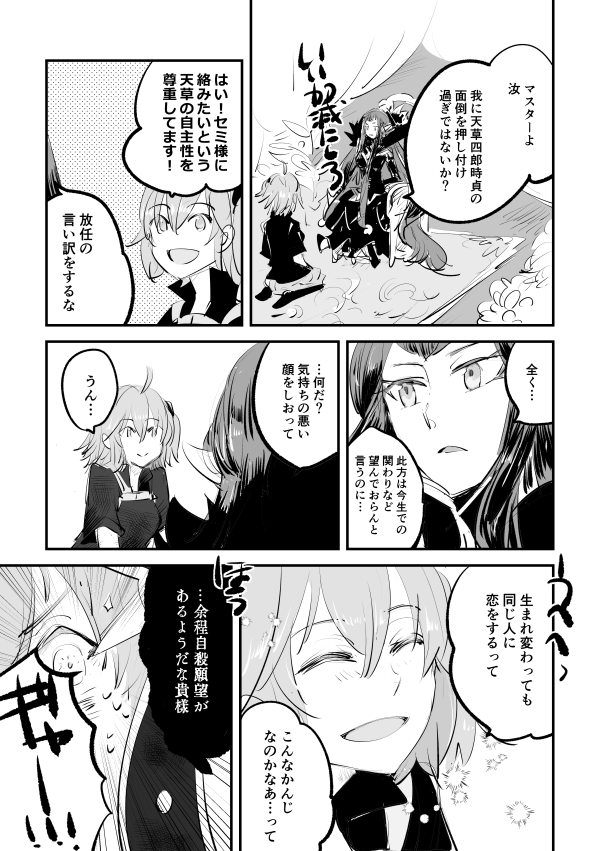 マスターよ
汝
我に天草四郎時貞の
面倒を押し付け
過ぎではないか？
いい加減にしろ
はい！セミ様に
絡みたいという
天草の自主性を
尊重してます！
放任の
言い訳をするな
全く…
此方は今生での
関わりなど
望んでおらんと
言うのに…
…何だ？
気持ちの悪い
顔をしおって
うん…
生まれ変わっても
同じ人に
恋をするって
こんなかんじ
なのかなあ…って
…余程自殺願望が
あるようだな貴様